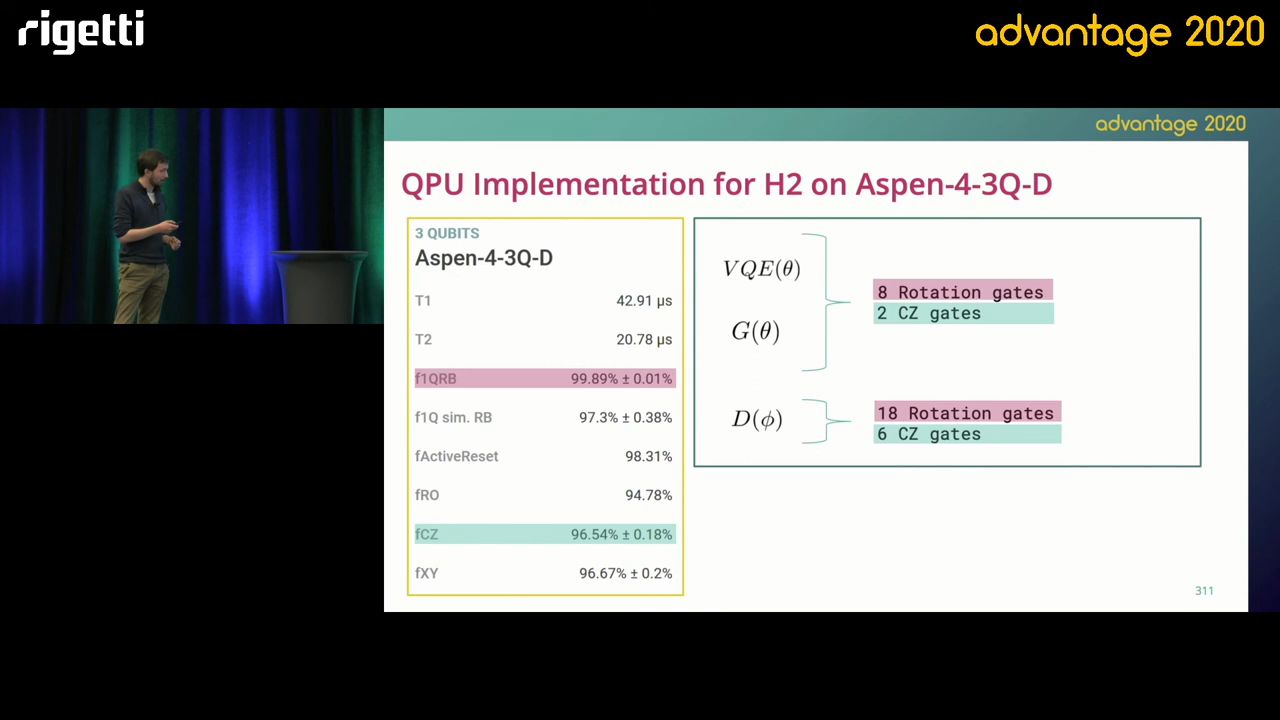 rigetti
advantage 2020
advantage 2020
QPU Implementation for H2 on Aspen-4-3Q-D
3 QUBITS
Aspen-4-3Q-D
T1 42.91 µs
T2 20.78 µs
f1QRB 99.89% ± 0.01%
f1Q sim. RB 97.3% ± 0.38%
fActiveReset 98.31%
fRO 94.78%
fCZ 96.54% ± 0.18%
fXY 96.67% ± 0.2%
VQE(θ)
8 Rotation gates
2 CZ gates
G(θ)
D(ϕ)
18 Rotation gates
6 CZ gates
311